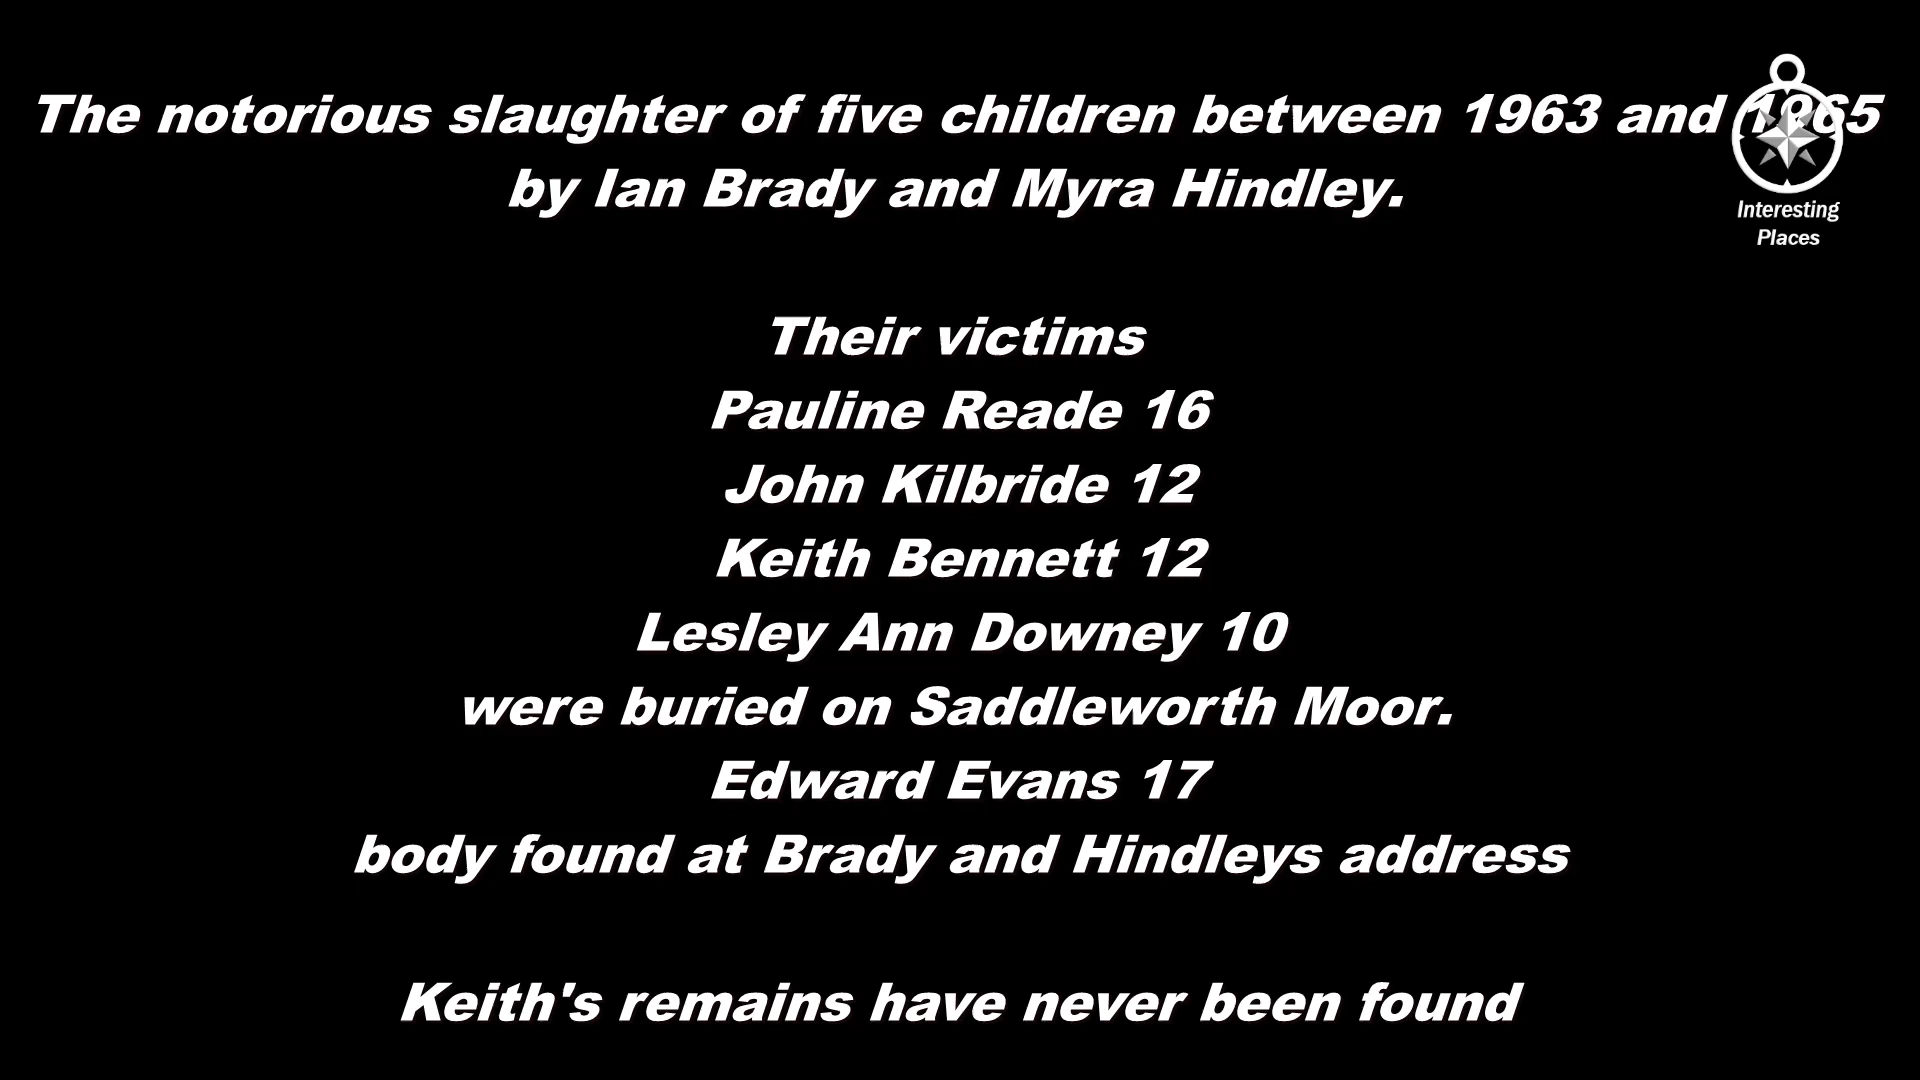 The notorious slaughter of five children between 1963 and 1965
by Ian Brady and Myra Hindley.
Interesting
Places
Their victims
Pauline Reade 16
John Kilbride 12
Keith Bennett 12
Lesley Ann Downey 10
were buried on Saddleworth Moor.
Edward Evans 17
body found at Brady and Hindleys address
Keith's remains have never been found